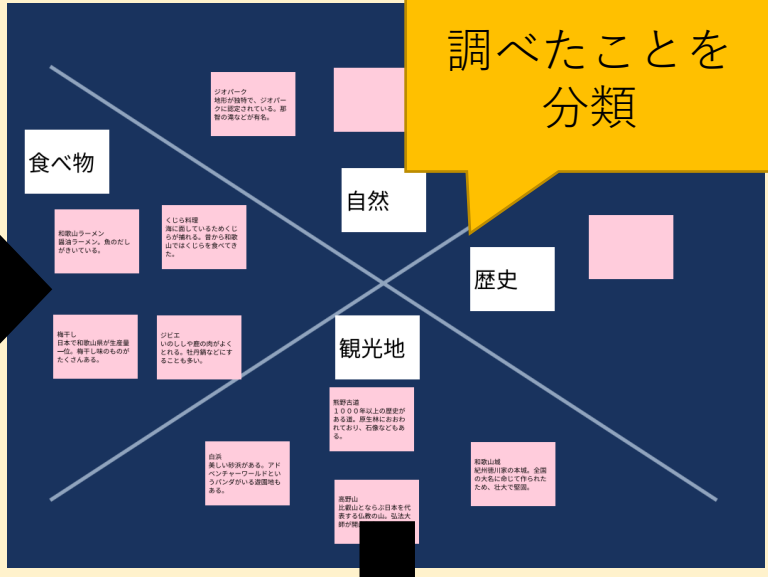 調べたことを
分類
ジオパーク
地形が独特で、ジオパー
クに認定されている。那
智の滝などが有名。
食べ物
自然
和歌山ラーメン
醤油ラーメン。魚のだし
がきいている。
くじら料理
海に面しているためくじ
らが捕れる。昔から和歌
山ではくじらを食べてき
た。
歴史
梅干し
日本で和歌山県が生産量
一位。梅干し味のものが
たくさんある。
ジビエ
いのししや鹿の肉がよく
とれる。牡丹鍋などにす
ることも多い。
観光地
熊野古道
１０００年以上の歴史が
ある道。原生林におおわ
れており、石像などもあ
る。
白浜
美しい砂浜がある。アド
ベンチャーワールドとい
うパンダがいる遊園地も
ある。
和歌山城
紀州徳川家の本城。全国
の大名に命じて作られた
ため、壮大で堅固。
高野山
比叡山とならぶ日本を代
表する仏教の山。弘法大
師が